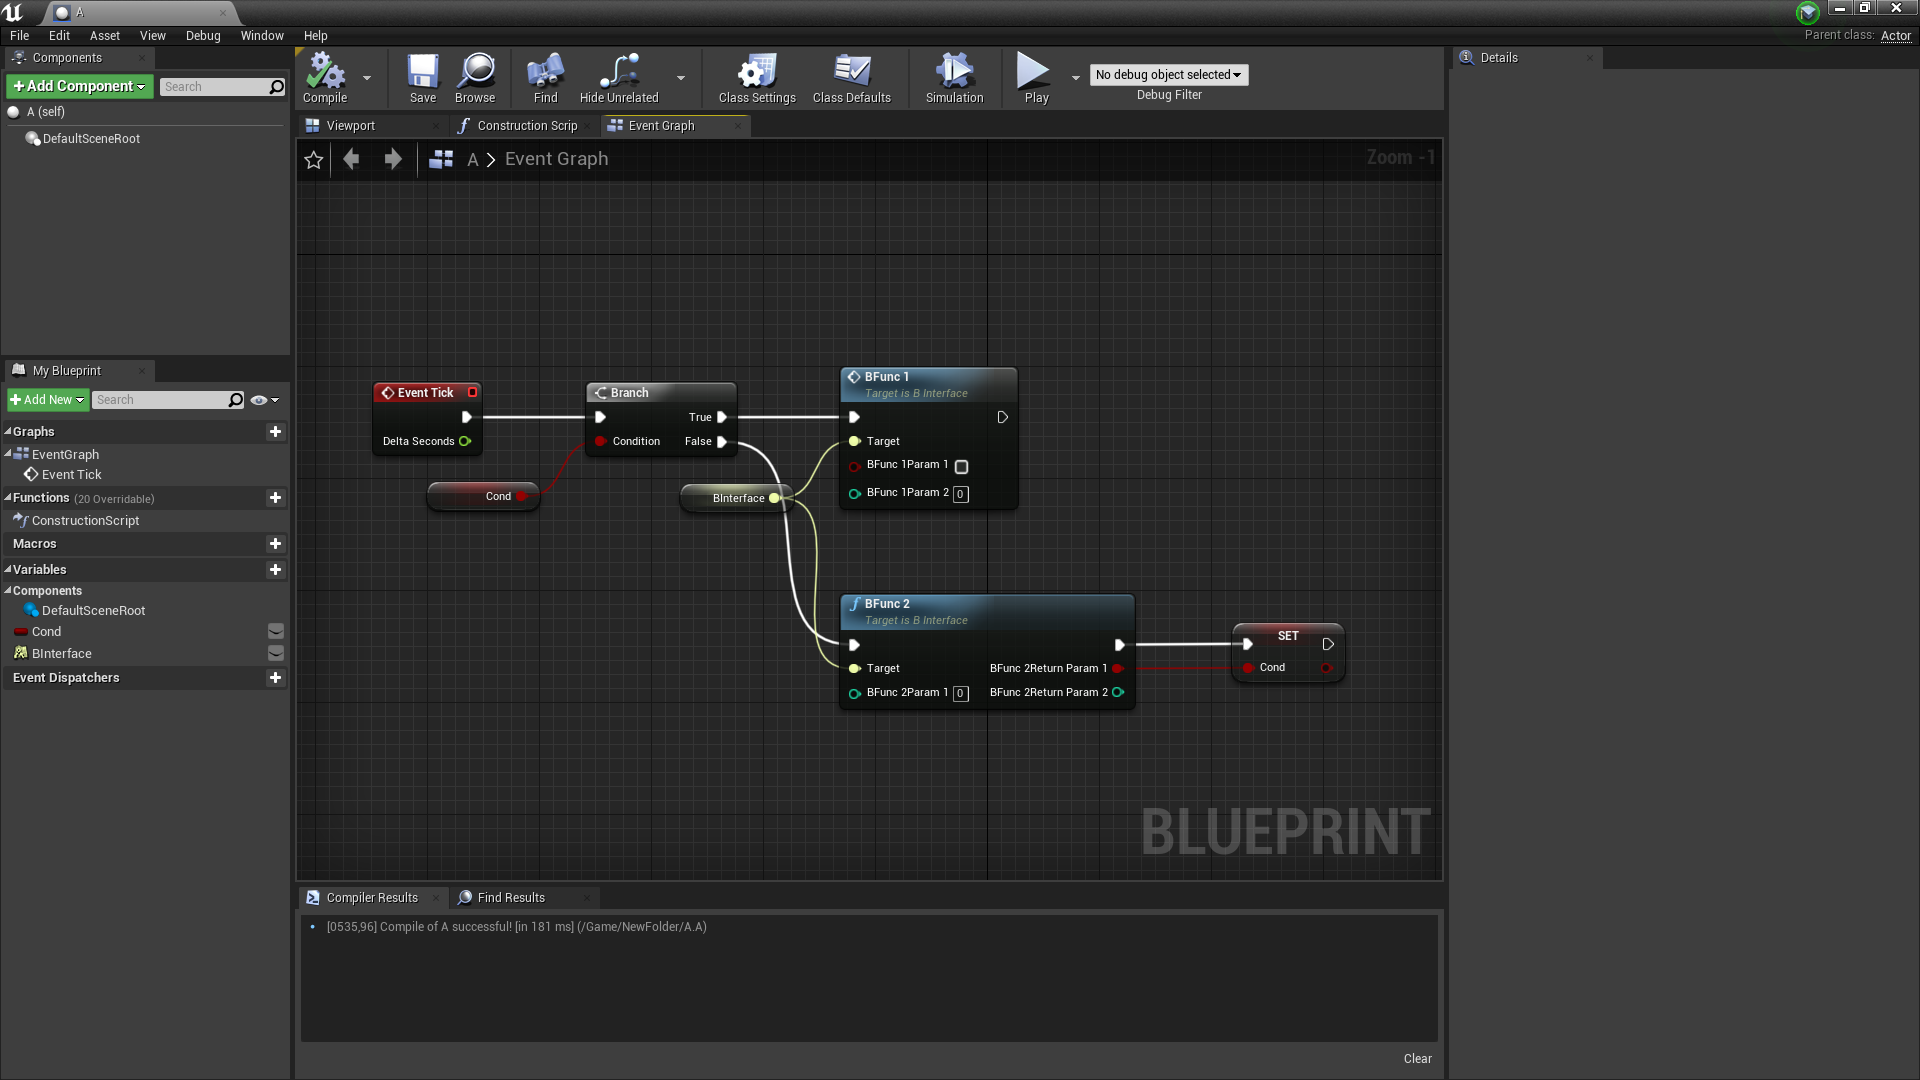 A
File Edit Asset View Debug Window Help
Parent class: Actor
Components
Add Component
Search
A (self)
DefaultSceneRoot
Compile
Save
Browse
Find
Hide Unrelated
Class Settings
Class Defaults
Simulation
Play
No debug object selected
Debug Filter
Details
Viewport
Construction Scrip
Event Graph
A > Event Graph
Zoom -1
My Blueprint
Add New
Search
Graphs
EventGraph
Event Tick
Functions (20 Overridable)
ConstructionScript
Macros
Variables
Components
DefaultSceneRoot
Cond
BInterface
Event Dispatchers
Event Tick
Delta Seconds
Cond
Branch
True
Condition False
BInterface
BFunc 1
Target is B Interface
Target
BFunc 1Param 1
BFunc 1Param 2 0
BFunc 2
Target is B Interface
Target BFunc 2Return Param 1
BFunc 2Param 1 0 BFunc 2Return Param 2
SET
Cond
BLUEPRINT
Compiler Results
Find Results
[0535,96] Compile of A successful! [in 181 ms] (/Game/NewFolder/A.A)
Clear